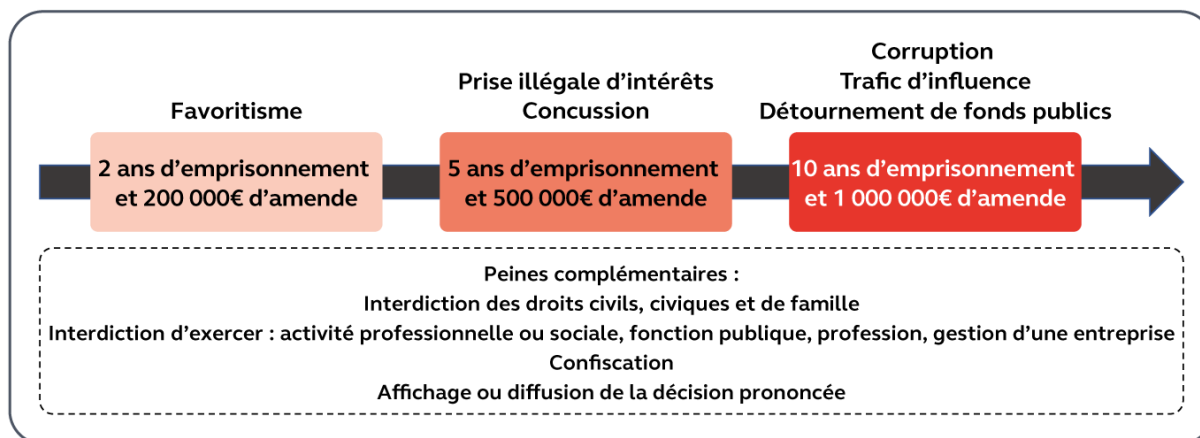 Favoritisme
2 ans d’emprisonnement
et 200 000€ d’amende
Prise illégale d’intérêts
Concussion
5 ans d’emprisonnement
et 500 000€ d’amende
Corruption
Trafic d’influence
Détournement de fonds publics
10 ans d’emprisonnement
et 1 000 000€ d’amende
Peines complémentaires :
Interdiction des droits civils, civiques et de famille
Interdiction d’exercer : activité professionnelle ou sociale, fonction publique, profession, gestion d’une entreprise
Confiscation
Affichage ou diffusion de la décision prononcée